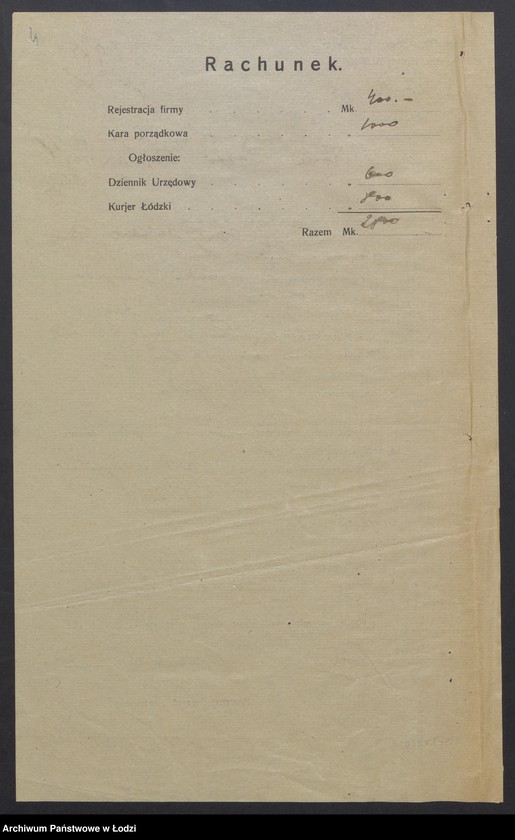 4
Rachunek.
Rejestracja firmy . . . . . Mk. 400.-
Kara porządkowa . . . . . . 1000
Ogłoszenie:
Dziennik Urzędowy . . . . . . 600
Kurjer Łódzki . . . . . . 800
Razem Mk. 2800
Archiwum Państwowe w Łodzi